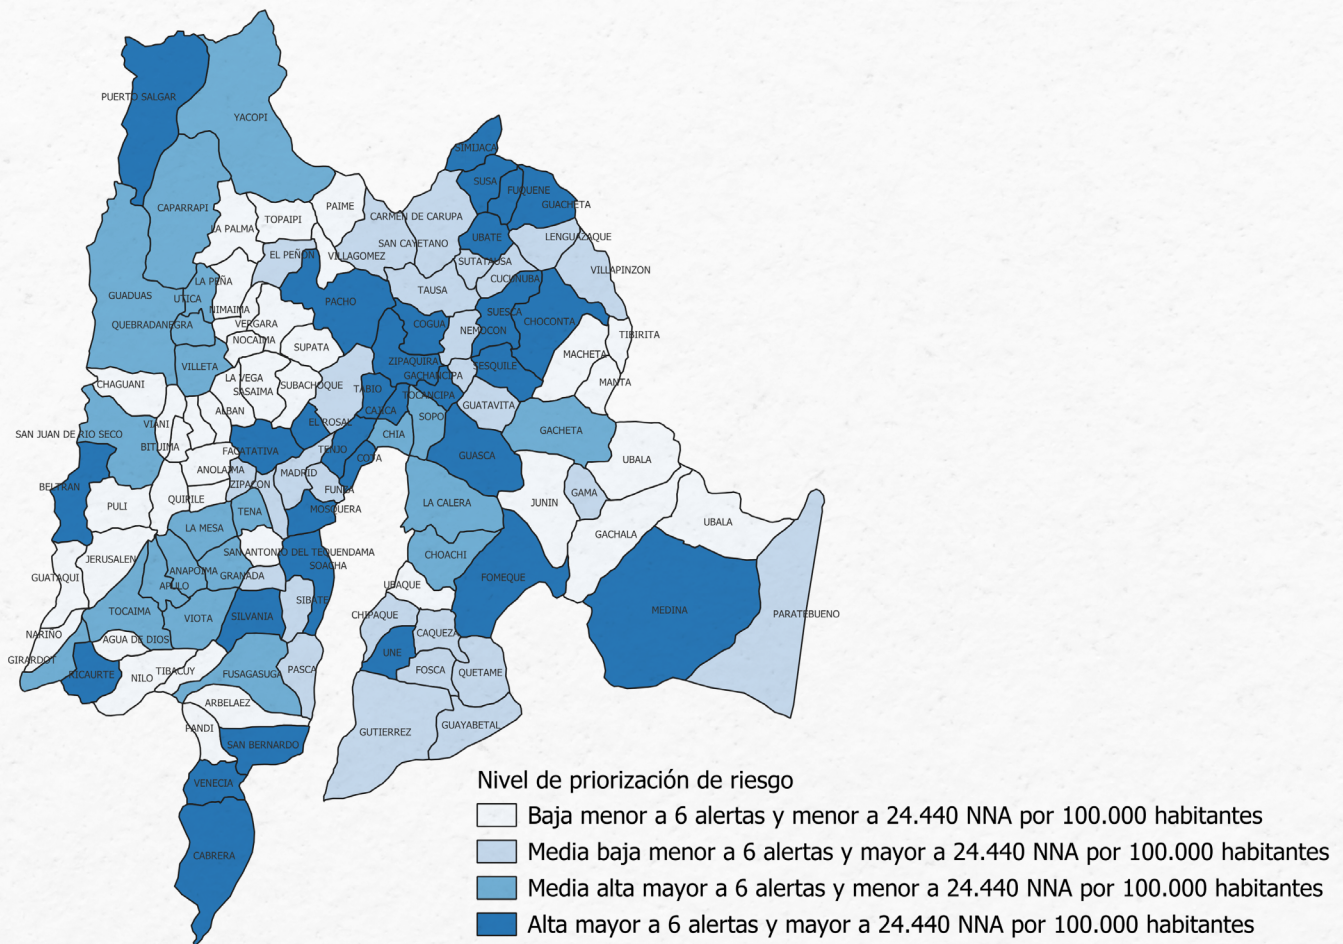 PUERTO SALGAR
YACOPI
SIMIJACA
SUSA
FUQUENE
GUACHETA
CAPARRAPI
PAIME
TOPAIPI
LA PALMA
CARMEN DE CARUPA
SAN CAYETANO
UBATE
LENGUAZAQUE
EL PEÑON
VILLAGOMEZ
SUTATAUSA
VILLAPINZON
LA PEÑA
CUCUNUBA
TAUSA
GUADUAS
UTICA
PACHO
NIMAIMA
SUESCA
CHOCONTA
QUEBRADANEGRA
VERGARA
COGUA
NEMOCON
TIBIRITA
NOCAIMA
SUPATA
MACHETA
ZIPAQUIRA
VILLETA
SESQUILE
GACHANCIPA
LA VEGA
CHAGUANI
SASAIMA
SUBACHOQUE
TABIO
MANTA
TOCANCIPA
GUATAVITA
ALBAN
CAJICA
SOPO
VIANI
EL ROSAL
SAN JUAN DE RIO SECO
CHIA
GACHETA
BITUIMA
FACATATIVA
TENJO
COTA
GUASCA
UBALA
ANOLAIMA
MADRID
BELTRAN
ZIPACON
FUNZA
GAMA
QUIPILE
PULI
LA CALERA
JUNIN
MOSQUERA
TENA
UBALA
LA MESA
GACHALA
SAN ANTONIO DEL TEQUENDAMA
CHOACHI
JERUSALEN
SOACHA
ANAPOIMA
GUATAQUI
GRANADA
FOMEQUE
APULO
UBAQUE
SIBATE
TOCAIMA
MEDINA
PARATEBUENO
VIOTA
SILVANIA
CHIPAQUE
NARIÑO
CAQUEZA
AGUA DE DIOS
UNE
GIRARDOT
TIBACUY
PASCA
FOSCA
QUETAME
RICAURTE
NILO
FUSAGASUGA
ARBELAEZ
GUAYABETAL
PANDI
GUTIERREZ
SAN BERNARDO
VENECIA
CABRERA
Nivel de priorización de riesgo
Baja menor a 6 alertas y menor a 24.440 NNA por 100.000 habitantes
Media baja menor a 6 alertas y mayor a 24.440 NNA por 100.000 habitantes
Media alta mayor a 6 alertas y menor a 24.440 NNA por 100.000 habitantes
Alta mayor a 6 alertas y mayor a 24.440 NNA por 100.000 habitantes